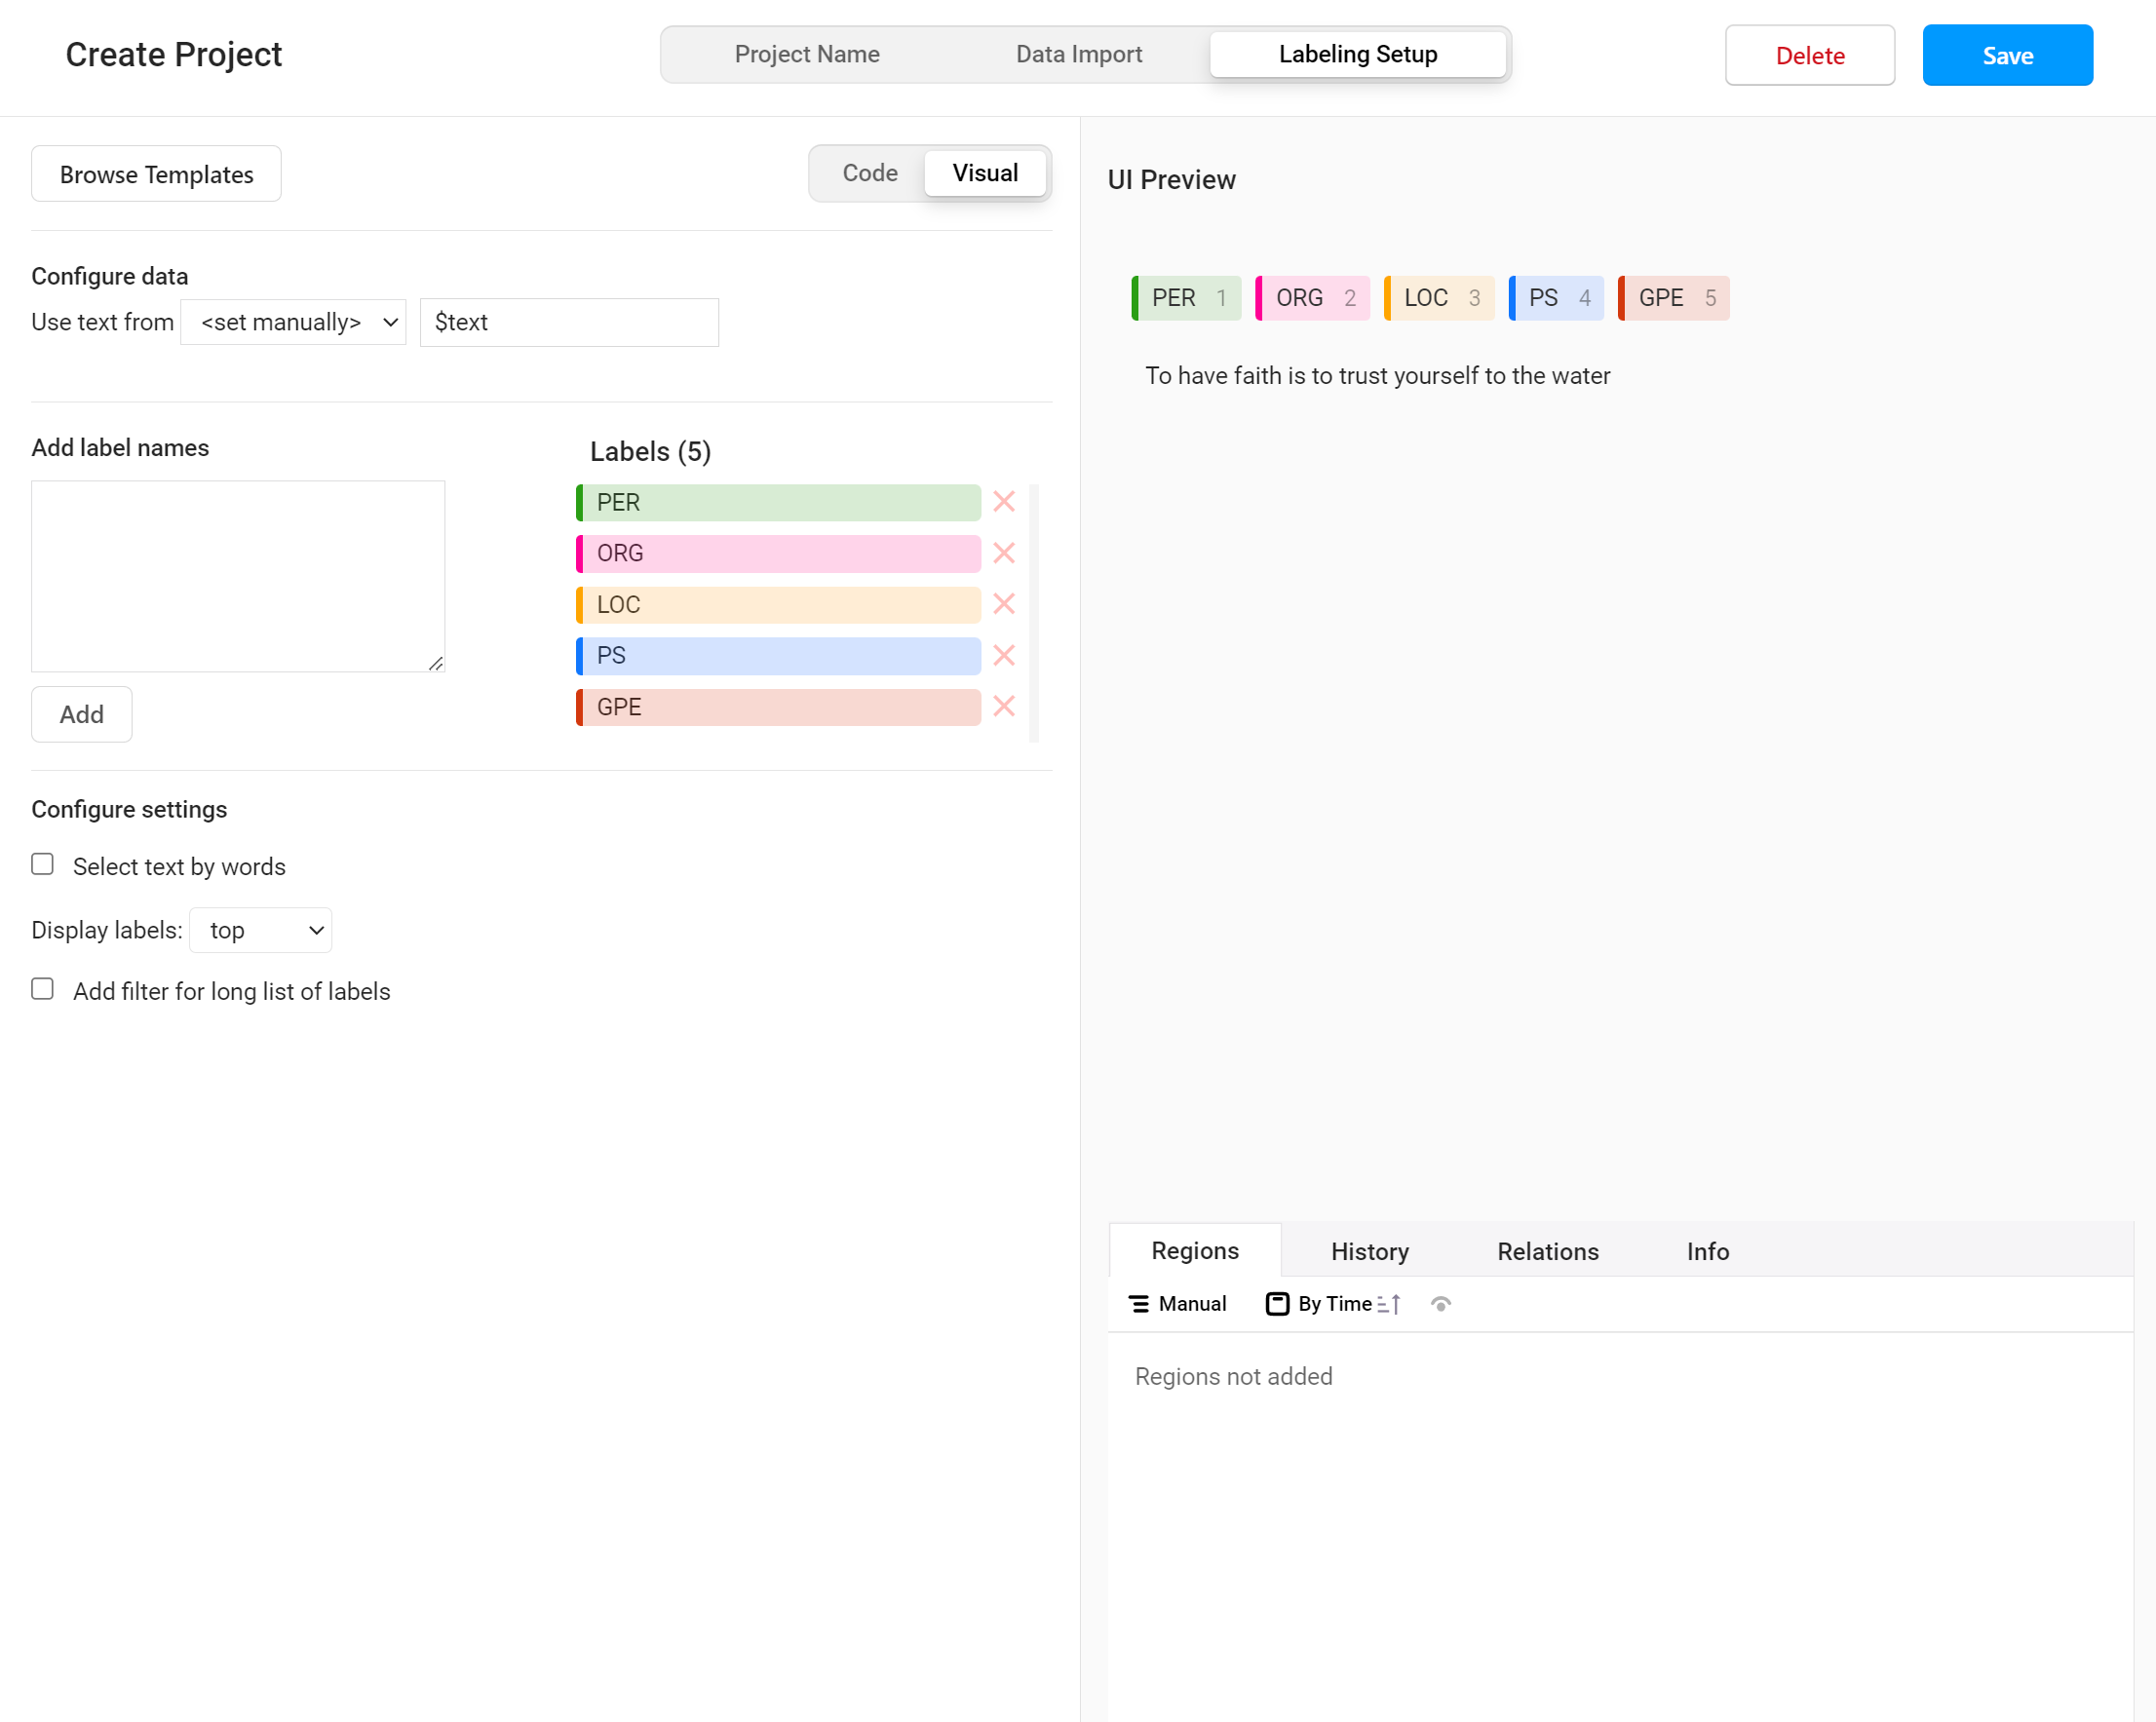 Create Project
Project Name
Data Import
Labeling Setup
Delete
Save
Browse Templates
Code
Visual
Configure data
Use text from
<set manually>
$text
Add label names
Add
Labels (5)
PER
ORG
LOC
PS
GPE
Configure settings
Select text by words
Display labels:
top
Add filter for long list of labels
UI Preview
PER 1
ORG 2
LOC 3
PS 4
GPE 5
To have faith is to trust yourself to the water
Regions
History
Relations
Info
Manual
By Time
Regions not added